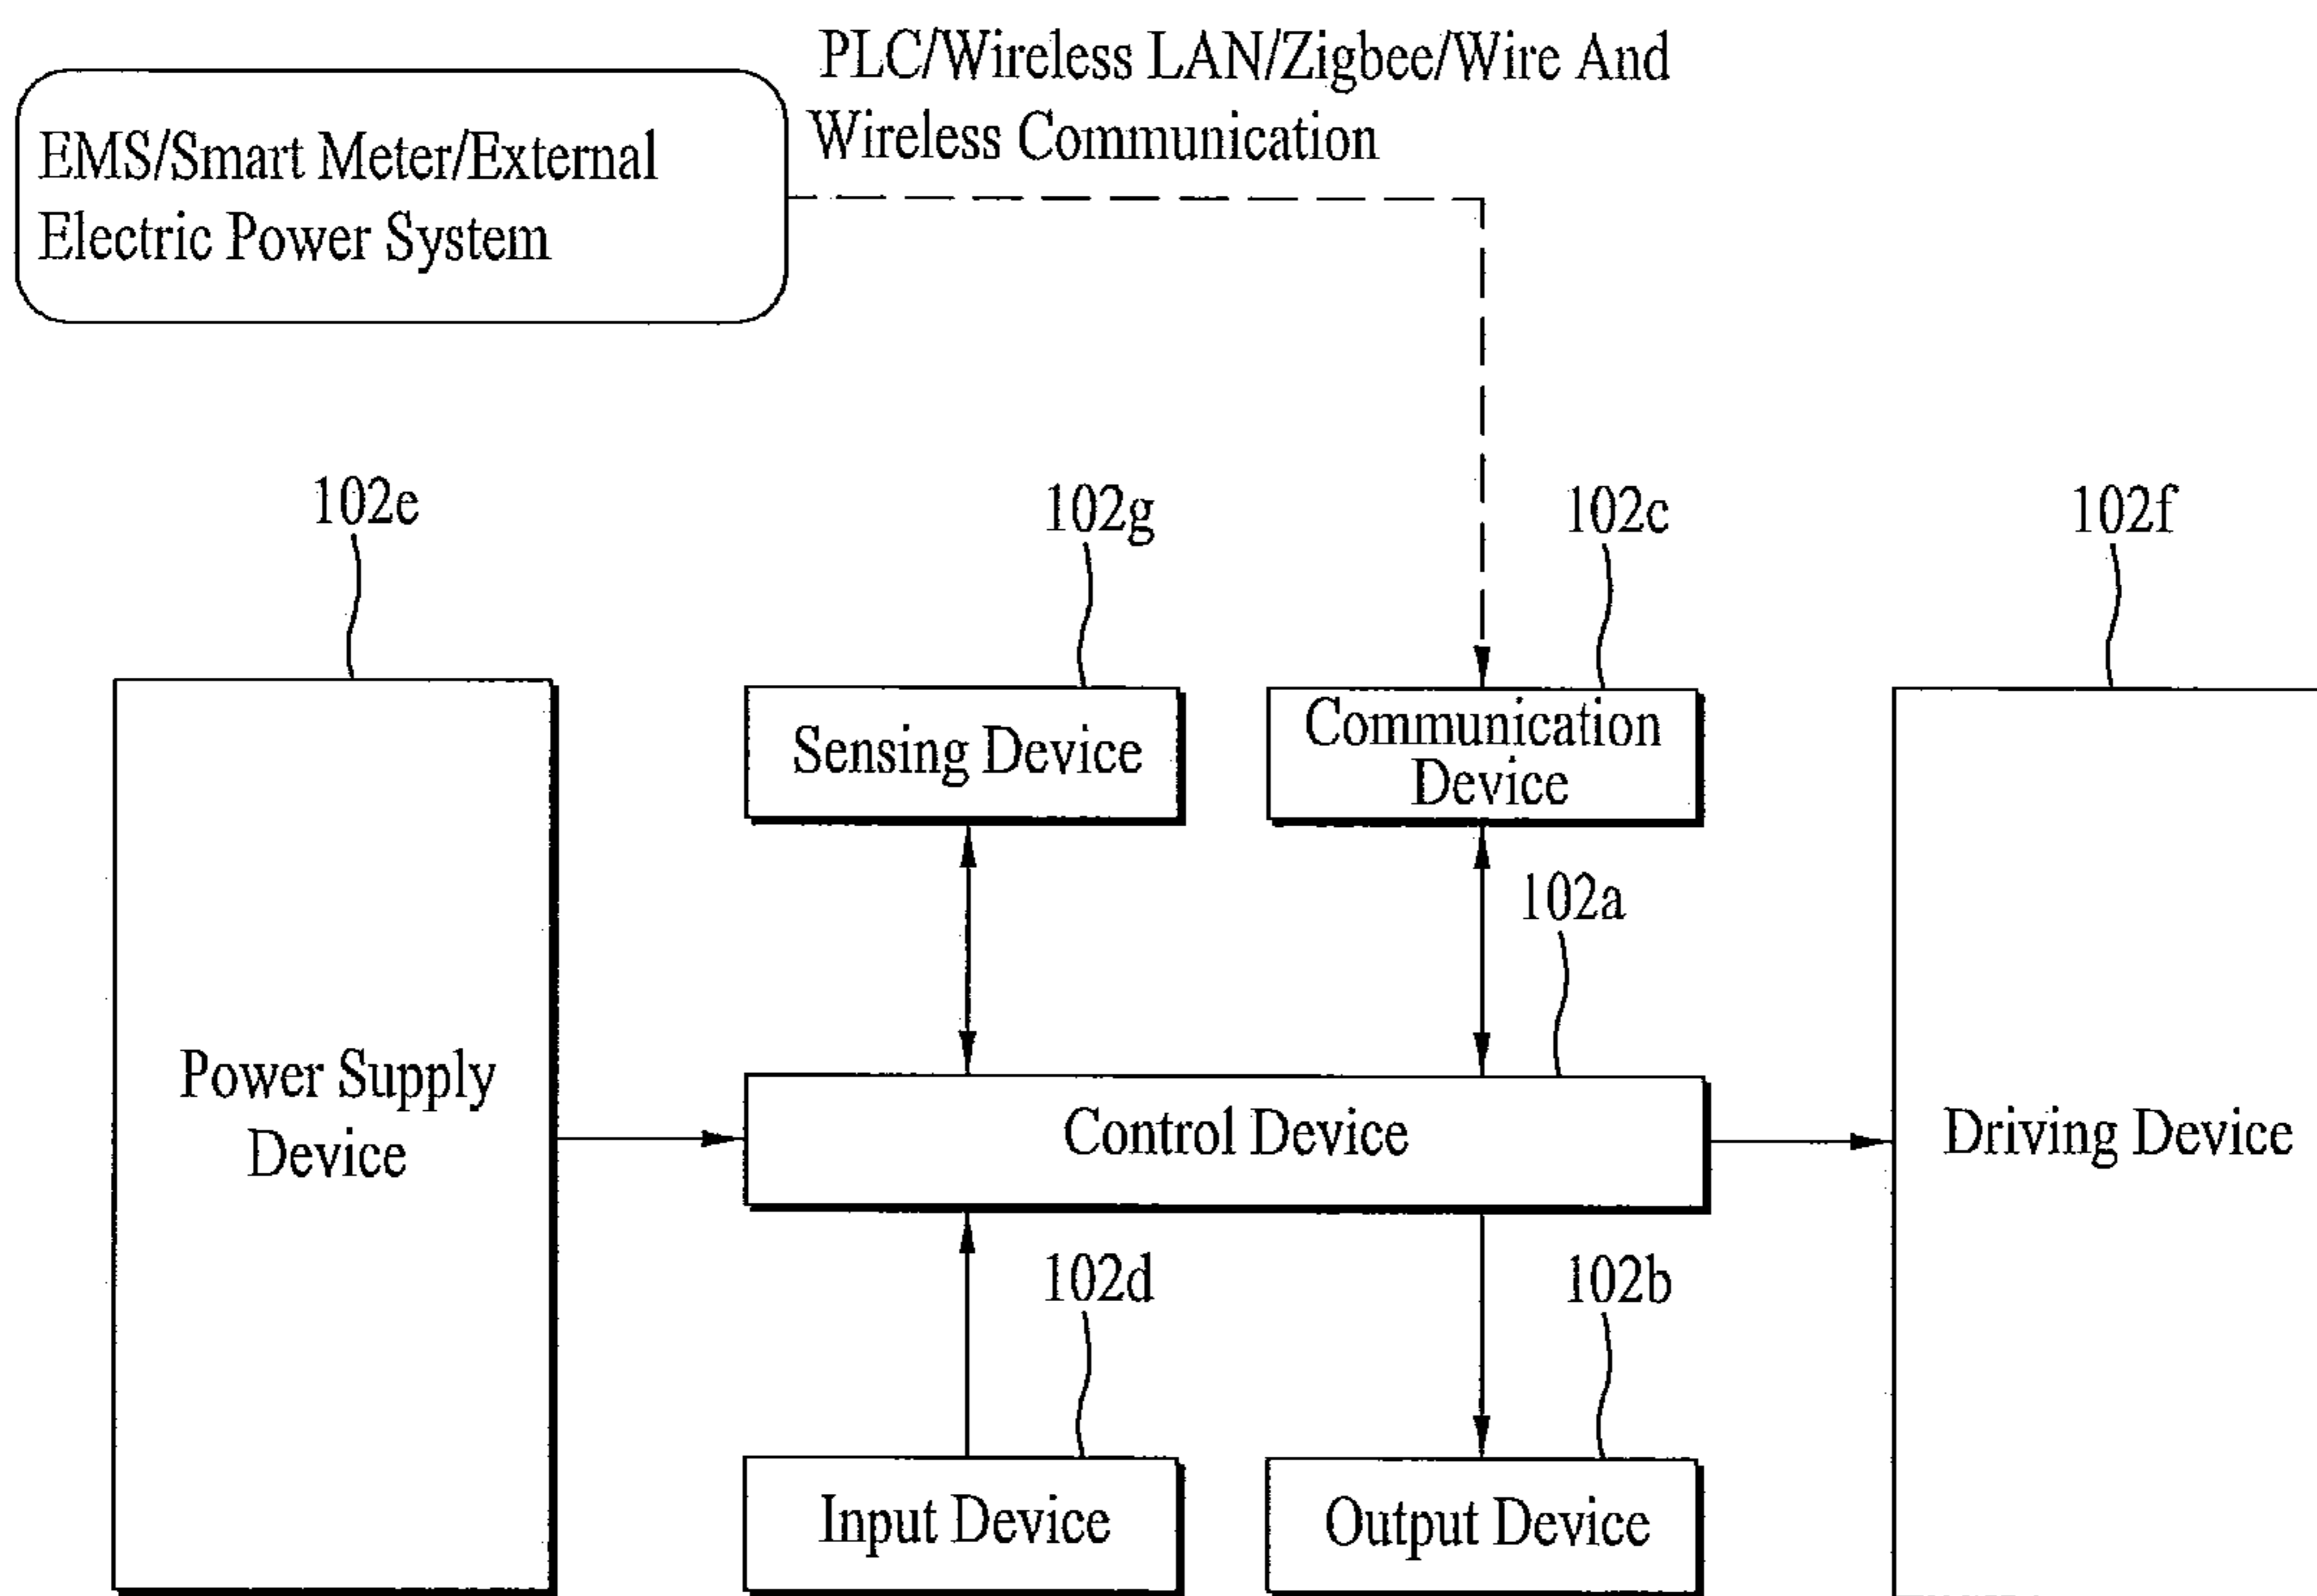 PLC/Wireless LAN/Zigbee/Wire And
Wireless Communication
EMS/Smart Meter/External
Electric Power System
102e
102g
102c
102f
Sensing Device
Communication
Device
102a
Power Supply
Device
Control Device
Driving Device
102d
102b
Input Device
Output Device